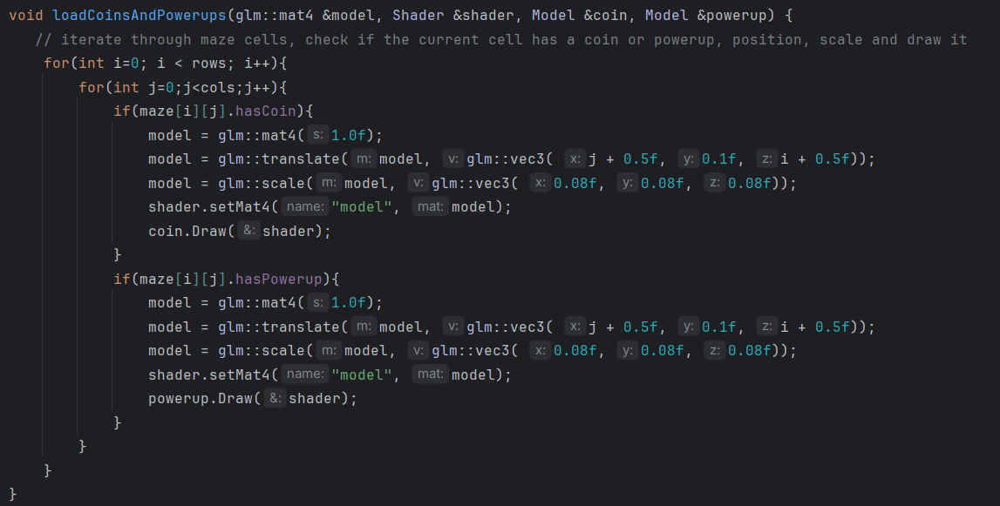 void loadCoinsAndPowerups(glm::mat4 &model, Shader &shader, Model &coin, Model &powerup) {
// iterate through maze cells, check if the current cell has a coin or powerup, position, scale and draw it
for(int i=0; i < rows; i++){
for(int j=0;j<cols;j++){
if(maze[i][j].hasCoin){
model = glm::mat4( s: 1.0f);
model = glm::translate( m: model, v: glm::vec3( x: j + 0.5f, y: 0.1f, z: i + 0.5f));
model = glm::scale( m: model, v: glm::vec3( x: 0.08f, y: 0.08f, z: 0.08f));
shader.setMat4( name: "model", mat: model);
coin.Draw( &: shader);
}
if(maze[i][j].hasPowerup){
model = glm::mat4( s: 1.0f);
model = glm::translate( m: model, v: glm::vec3( x: j + 0.5f, y: 0.1f, z: i + 0.5f));
model = glm::scale( m: model, v: glm::vec3( x: 0.08f, y: 0.08f, z: 0.08f));
shader.setMat4( name: "model", mat: model);
powerup.Draw( &: shader);
}
}
}
}